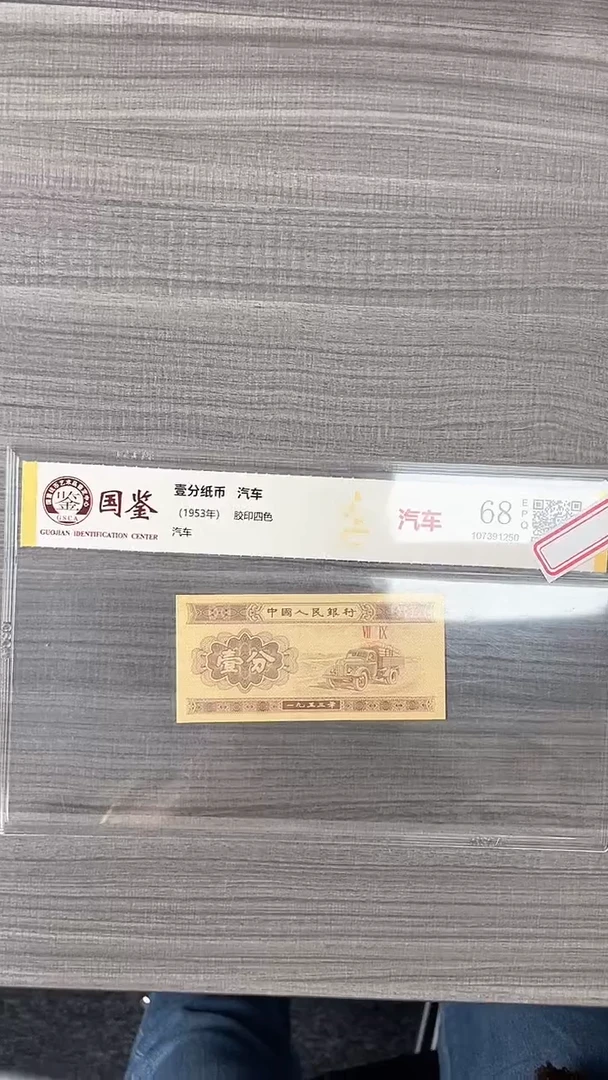 国鉴
GSCA
GUOJIAN IDENTIFICATION CENTER
壹分纸币 汽车
（1953年） 胶印四色
汽车
汽车
68
EPQ
107391250
中國人民銀行
VII IX
壹分
一九五三年